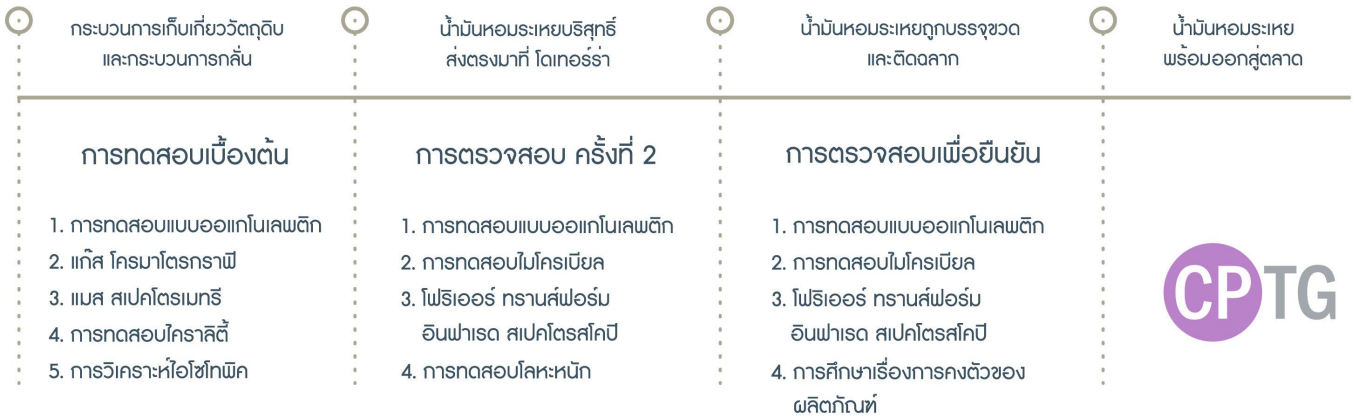 กระบวนการเก็บเกี่ยววัตถุดิบ
และกระบวนการกลั่น
น้ำมันหอมระเหยบริสุทธิ์
ส่งตรงมาที่ โดเทอร์ร่า
น้ำมันหอมระเหยถูกบรรจุขวด
และติดฉลาก
น้ำมันหอมระเหย
พร้อมออกสู่ตลาด
การทดสอบเบื้องต้น
1. การทดสอบแบบออแกโนเลพติก
2. แก๊ส โครมาโตรกราฟี
3. แมส สเปคโตรเมทรี
4. การทดสอบไคราลิตี้
5. การวิเคราะห์ไอโซโทพิค
การตรวจสอบ ครั้งที่ 2
1. การทดสอบแบบออแกโนเลพติก
2. การทดสอบไมโครเบียล
3. โฟริเออร์ ทรานส์ฟอร์ม
อินฟาเรด สเปคโตรสโคปี
4. การทดสอบโลหะหนัก
การตรวจสอบเพื่อยืนยัน
1. การทดสอบแบบออแกโนเลพติก
2. การทดสอบไมโครเบียล
3. โฟริเออร์ ทรานส์ฟอร์ม
อินฟาเรด สเปคโตรสโคปี
4. การศึกษาเรื่องการคงตัวของ
ผลิตภัณฑ์
CPTG